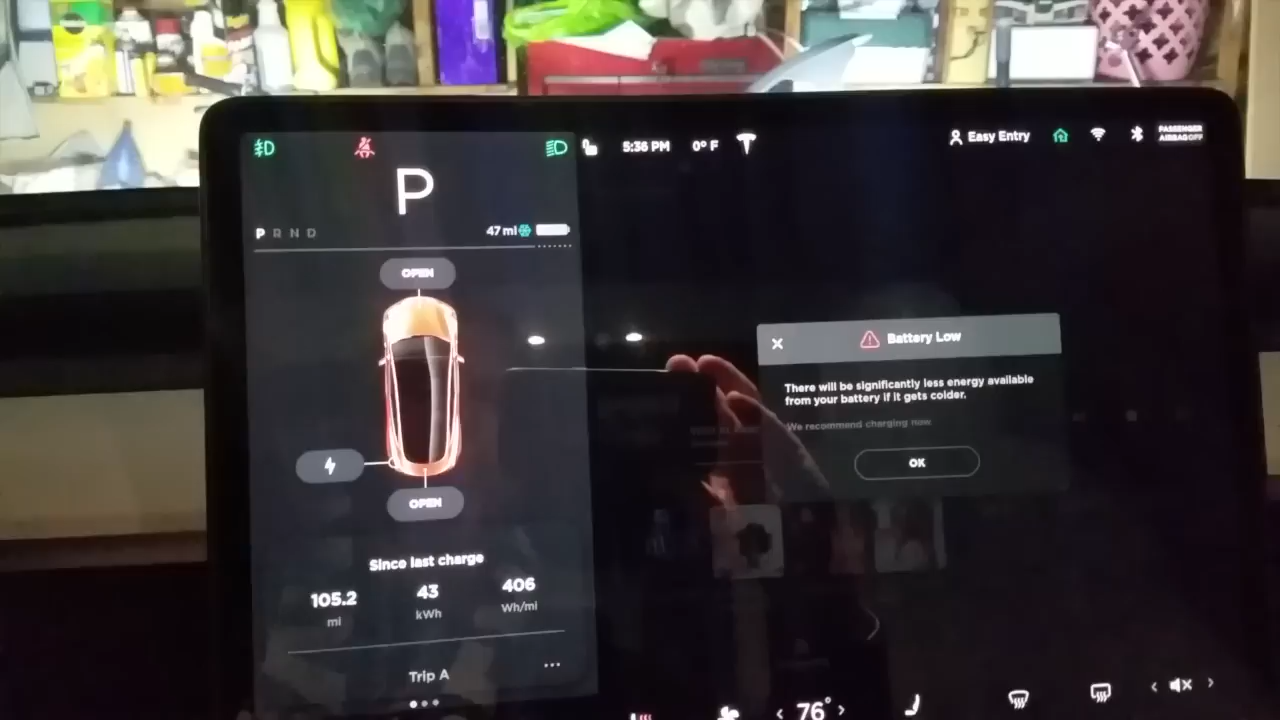 5:36 PM 0° F Easy Entry PASSENGER AIRBAG OFF
P
P R N D 47 mi
OPEN
Battery Low
There will be significantly less energy available
from your battery if it gets colder.
We recommend charging now
OK
OPEN
Since last charge
105.2 43 406
mi kWh Wh/mi
Trip A
76°